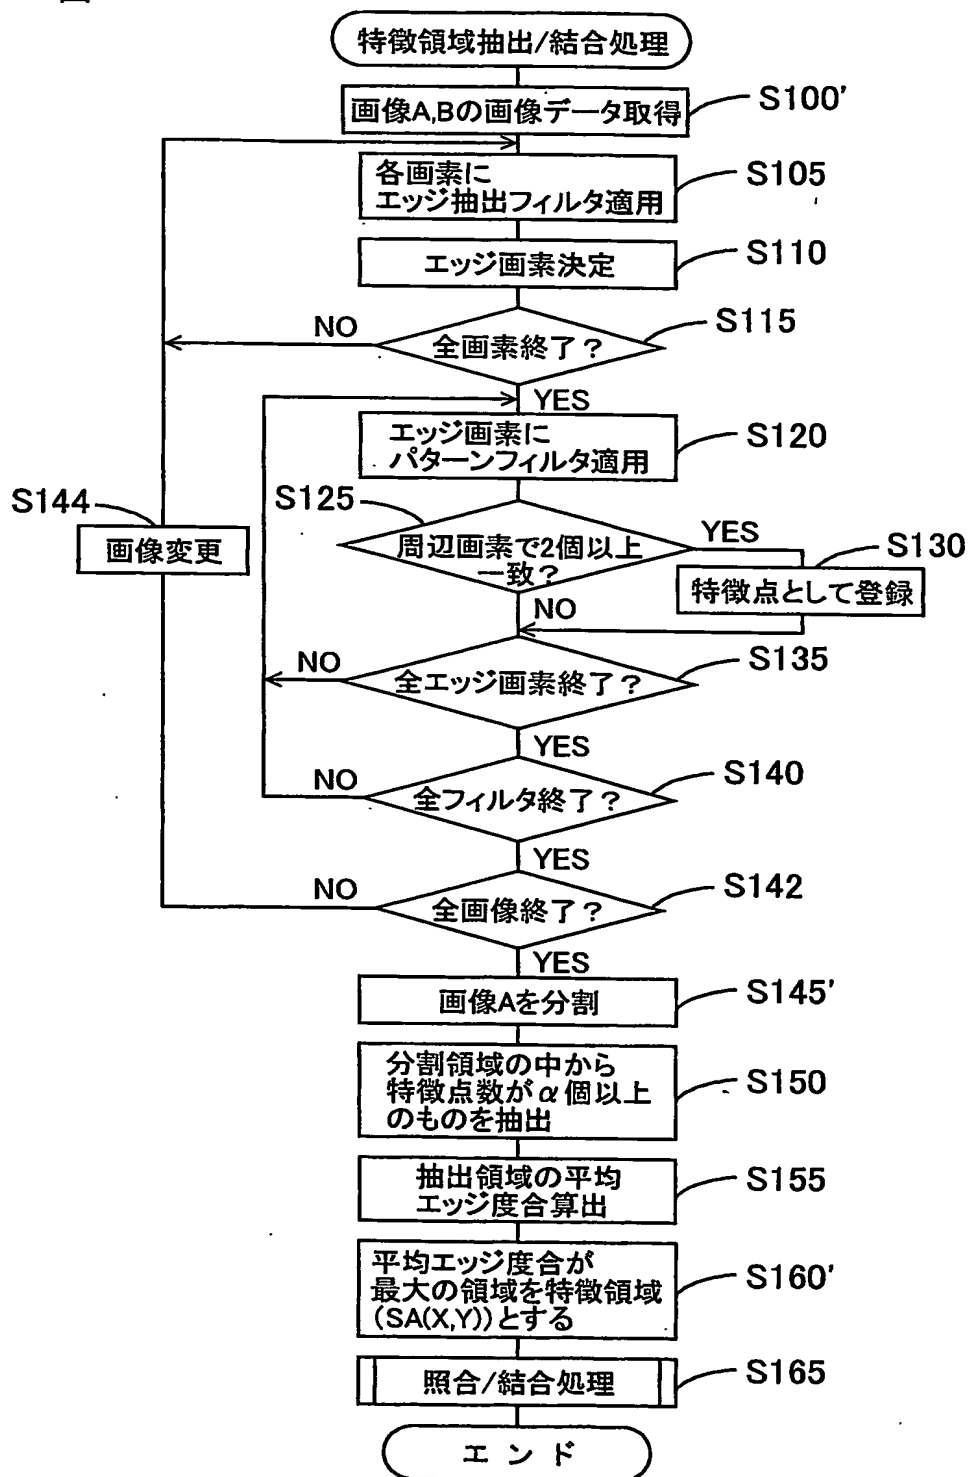 特徴領域抽出/結合処理
画像A,Bの画像データ取得
S100'
各画素に
エッジ抽出フィルタ適用
S105
エッジ画素決定
S110
全画素終了?
S115
NO
YES
エッジ画素に
パターンフィルタ適用
S120
S144
画像変更
S125
周辺画素で2個以上
一致?
YES
S130
特徴点として登録
NO
全エッジ画素終了?
S135
NO
YES
全フィルタ終了?
S140
NO
YES
全画像終了?
S142
NO
YES
画像Aを分割
S145'
分割領域の中から
特徴点数がα個以上
のものを抽出
S150
抽出領域の平均
エッジ度合算出
S155
平均エッジ度合が
最大の領域を特徴領域
(SA(X,Y))とする
S160'
照合/結合処理
S165
エンド